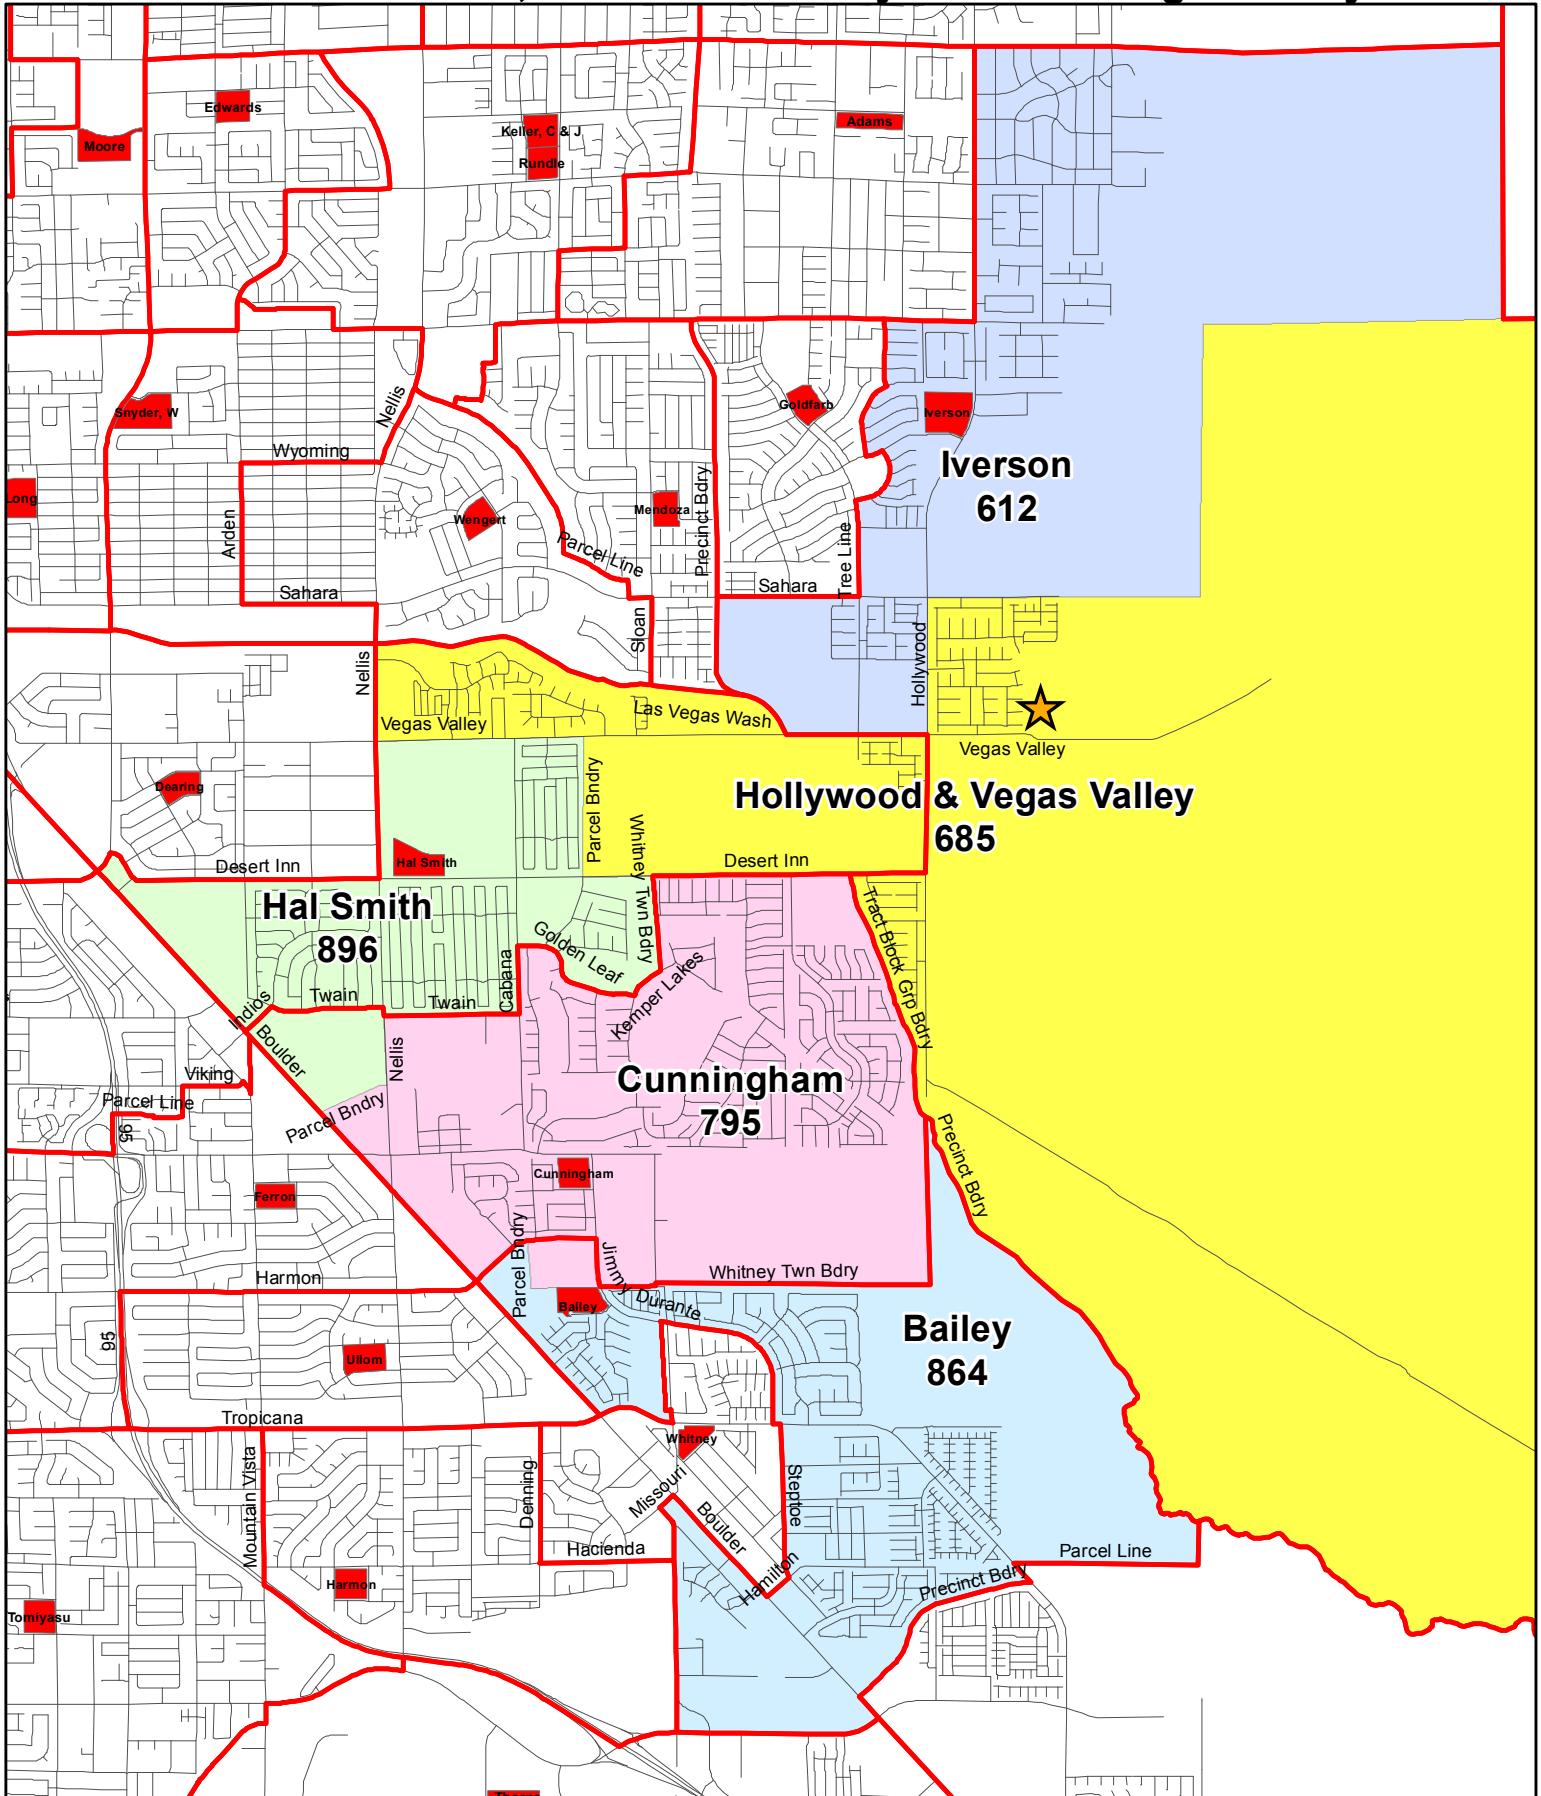 Edwards
Moore
Keller, C & J
Rundle
Adams
Snyder, W
Nellis
Goldfarb
Iverson
Wyoming
Iverson
612
Long
Arden
Wengert
Mendoza
Precinct Bdry
Parcel Line
Tree Line
Sahara
Sahara
Sloan
Hollywood
Nellis
Las Vegas Wash
Vegas Valley
Vegas Valley
Dearing
Parcel Bndry
Hollywood & Vegas Valley
685
Whitney Twn Bdry
Hal Smith
Desert Inn
Desert Inn
Hal Smith
896
Tract Block Grp Bdry
Golden Leaf
Cabana
Kemper Lakes
Twain
Twain
Indios
Boulder
Nellis
Viking
Cunningham
795
Parcel Line
Parcel Bndry
95
Precinct Bdry
Cunningham
Ferron
Parcel Bndry
Jimmy Durante
Harmon
Whitney Twn Bdry
Bailey
Bailey
864
95
Ullom
Tropicana
Whitney
Mountain Vista
Denning
Missouri
Steptoe
Boulder
Hacienda
Parcel Line
Hamilton
Harmon
Precinct Bdry
Tomiyasu